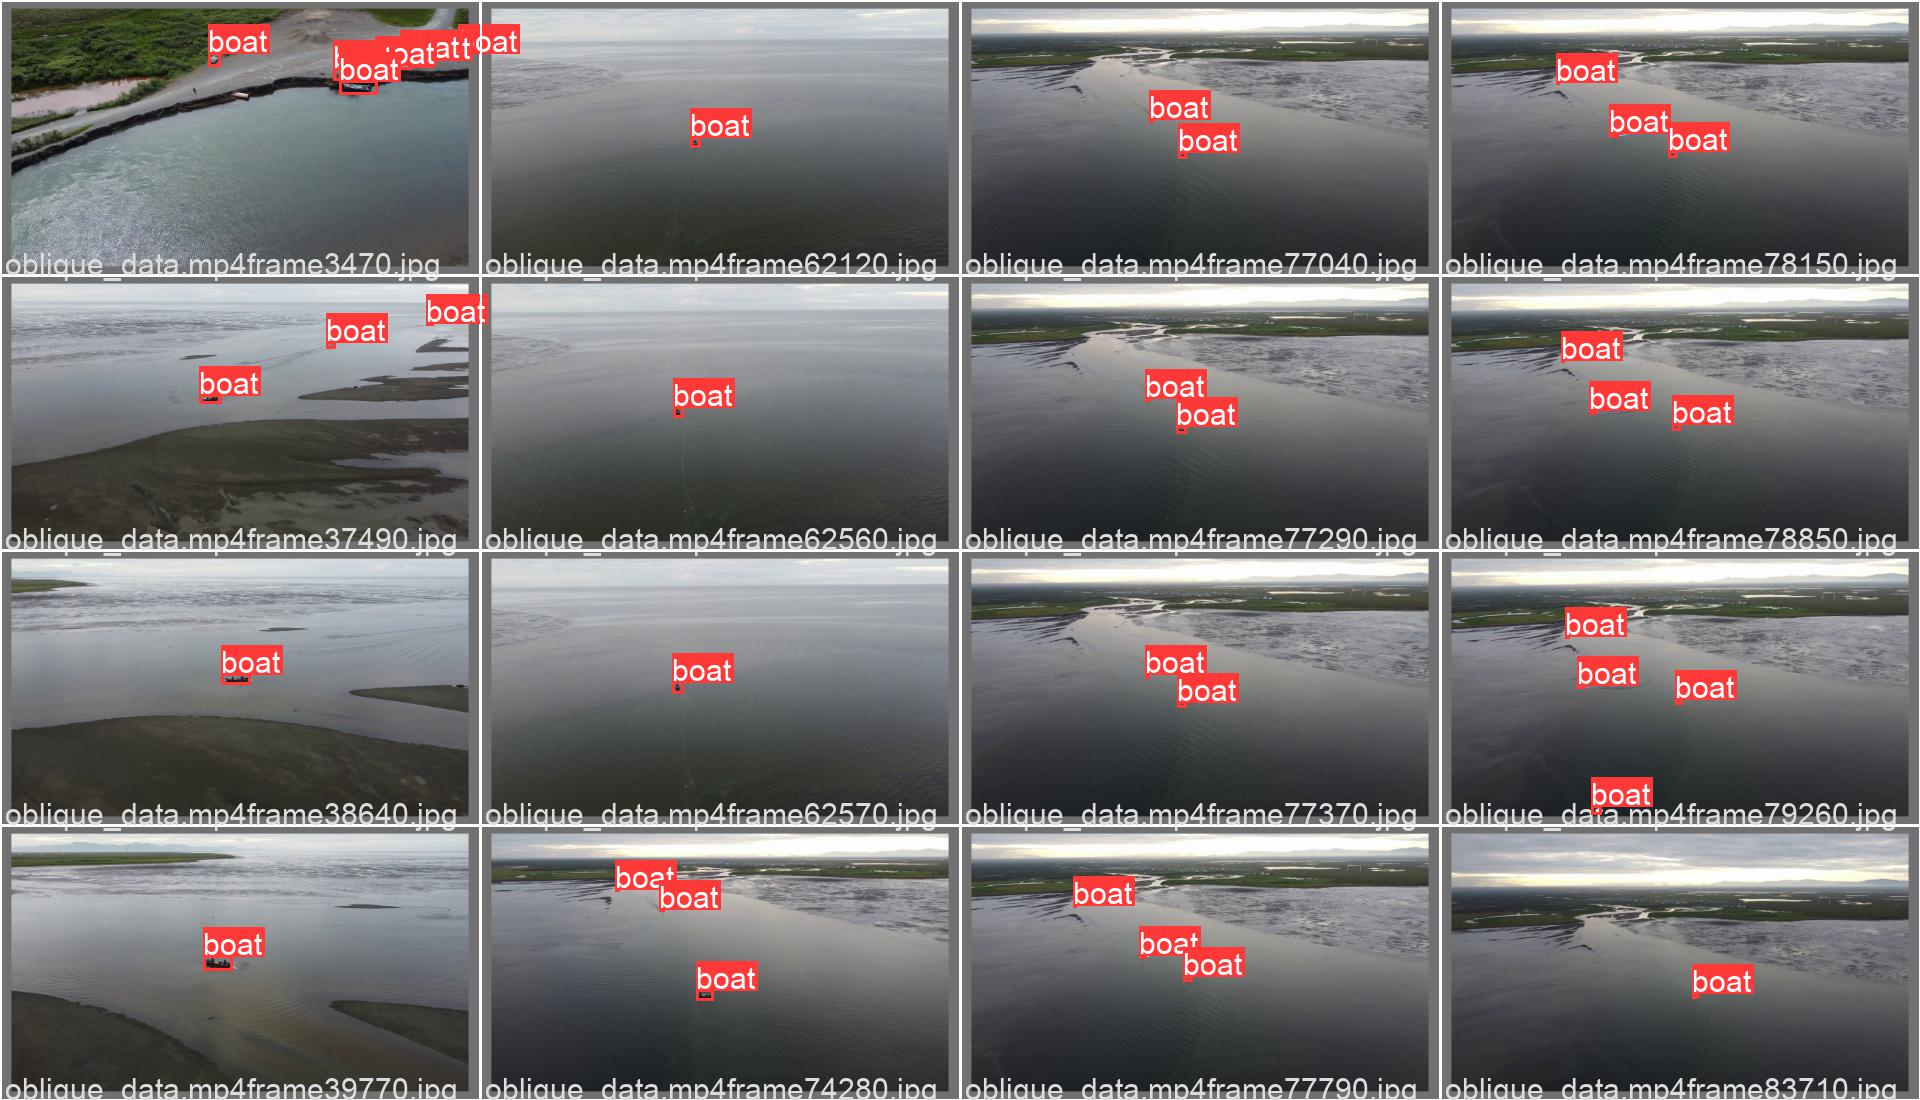 boat
boat
boat
oblique_data.mp4frame3470.jpg
boat
oblique_data.mp4frame62120.jpg
boat
boat
oblique_data.mp4frame77040.jpg
boat
boat
boat
oblique_data.mp4frame78150.jpg
boat
boat
boat
oblique_data.mp4frame37490.jpg
boat
oblique_data.mp4frame62560.jpg
boat
boat
oblique_data.mp4frame77290.jpg
boat
boat
boat
oblique_data.mp4frame78850.jpg
boat
oblique_data.mp4frame38640.jpg
boat
oblique_data.mp4frame62570.jpg
boat
boat
oblique_data.mp4frame77370.jpg
boat
boat
boat
boat
oblique_data.mp4frame79260.jpg
boat
oblique_data.mp4frame39770.jpg
boat
boat
boat
oblique_data.mp4frame74280.jpg
boat
boat
boat
oblique_data.mp4frame77790.jpg
boat
oblique_data.mp4frame83710.jpg